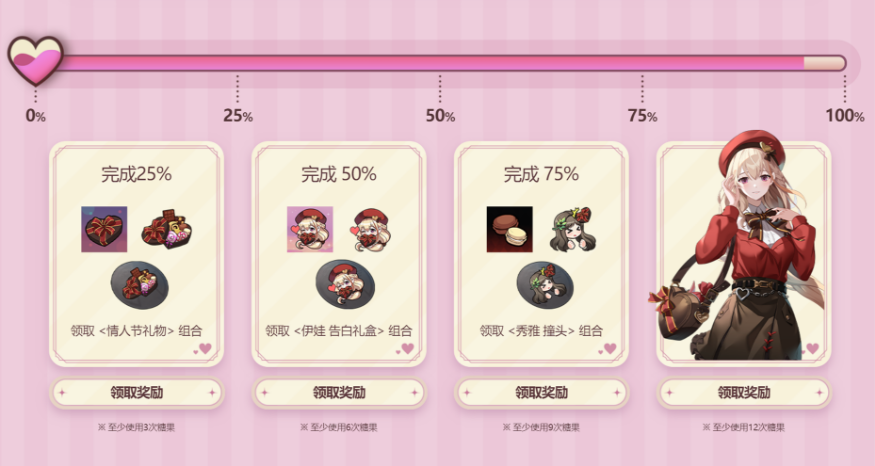 0%
25%
50%
75%
100%
完成25%
领取 <情人节礼物> 组合
领取奖励
※ 至少使用3次糖果
完成 50%
领取 <伊娃 告白礼盒> 组合
领取奖励
※ 至少使用6次糖果
完成 75%
领取 <秀雅 撞头> 组合
领取奖励
※ 至少使用9次糖果
领取奖励
※ 至少使用12次糖果